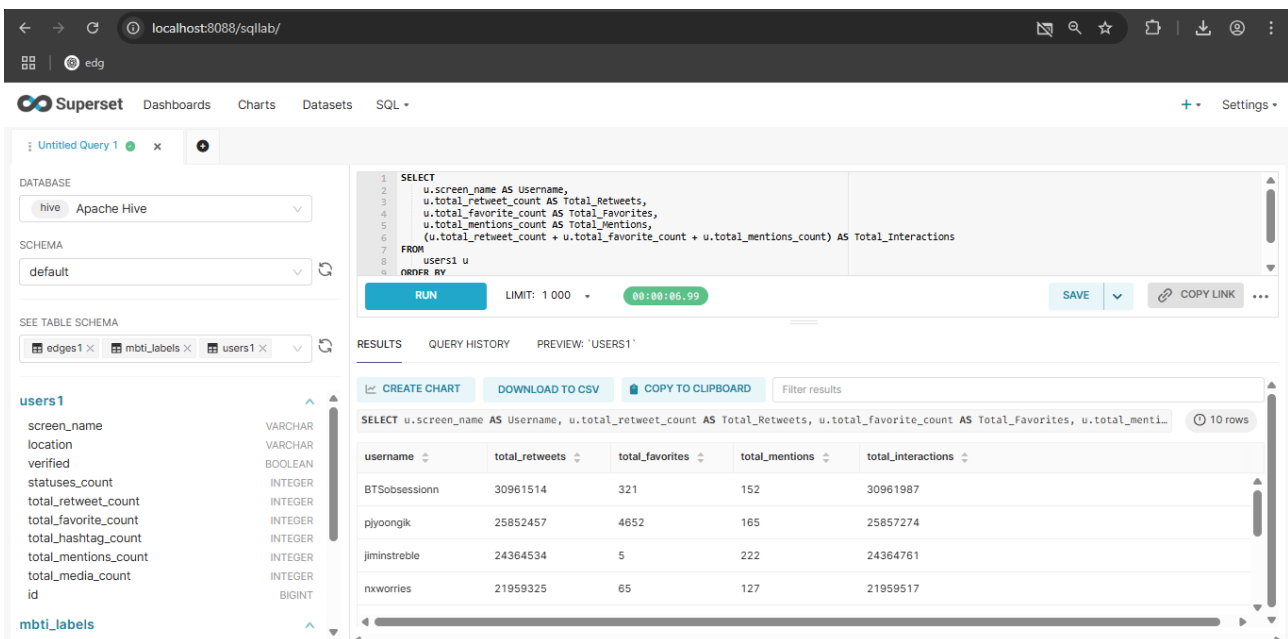 localhost:8088/sqllab/
edg
Superset Dashboards Charts Datasets SQL
+ Settings
Untitled Query 1 x
DATABASE
hive Apache Hive
SCHEMA
default
SEE TABLE SCHEMA
edges1 × mbti_labels × users1 ×
users1
screen_name VARCHAR
location VARCHAR
verified BOOLEAN
statuses_count INTEGER
total_retweet_count INTEGER
total_favorite_count INTEGER
total_hashtag_count INTEGER
total_mentions_count INTEGER
total_media_count INTEGER
id BIGINT
mbti_labels
1 SELECT
2 u.screen_name AS Username,
3 u.total_retweet_count AS Total_Retweets,
4 u.total_favorite_count AS Total_Favorites,
5 u.total_mentions_count AS Total_Mentions,
6 (u.total_retweet_count + u.total_favorite_count + u.total_mentions_count) AS Total_Interactions
7 FROM
8 users1 u
9 ORDER BY
RUN LIMIT: 1 000 00:00:06.99 SAVE COPY LINK ...
RESULTS QUERY HISTORY PREVIEW: `USERS1`
CREATE CHART DOWNLOAD TO CSV COPY TO CLIPBOARD Filter results
SELECT u.screen_name AS Username, u.total_retweet_count AS Total_Retweets, u.total_favorite_count AS Total_Favorites, u.total_menti… 10 rows
username total_retweets total_favorites total_mentions total_interactions
BTSobsessionn 30961514 321 152 30961987
pjyoongik 25852457 4652 165 25857274
jiminstreble 24364534 5 222 24364761
nxworries 21959325 65 127 21959517